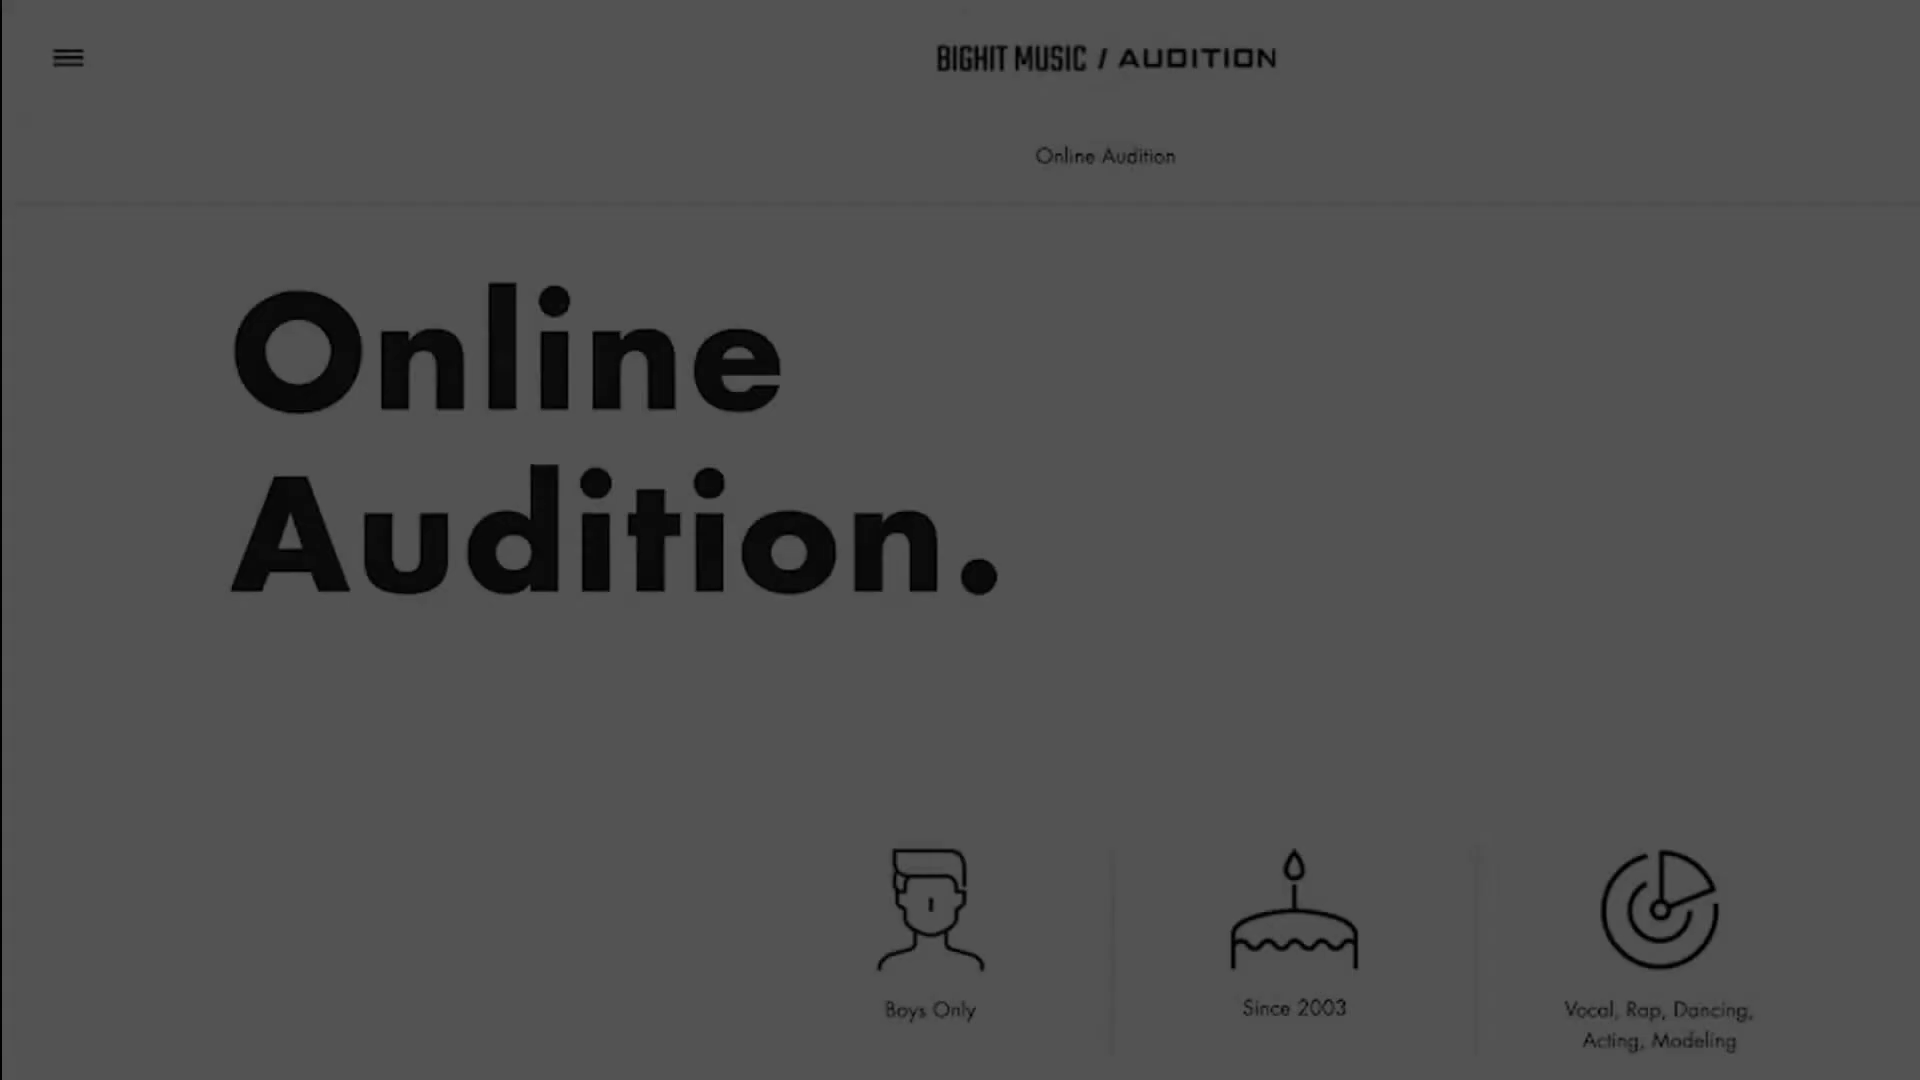 BIGHIT MUSIC / AUDITION
Online Audition
Online
Audition.
Boys Only
Since 2003
Vocal, Rap, Dancing,
Acting, Modeling